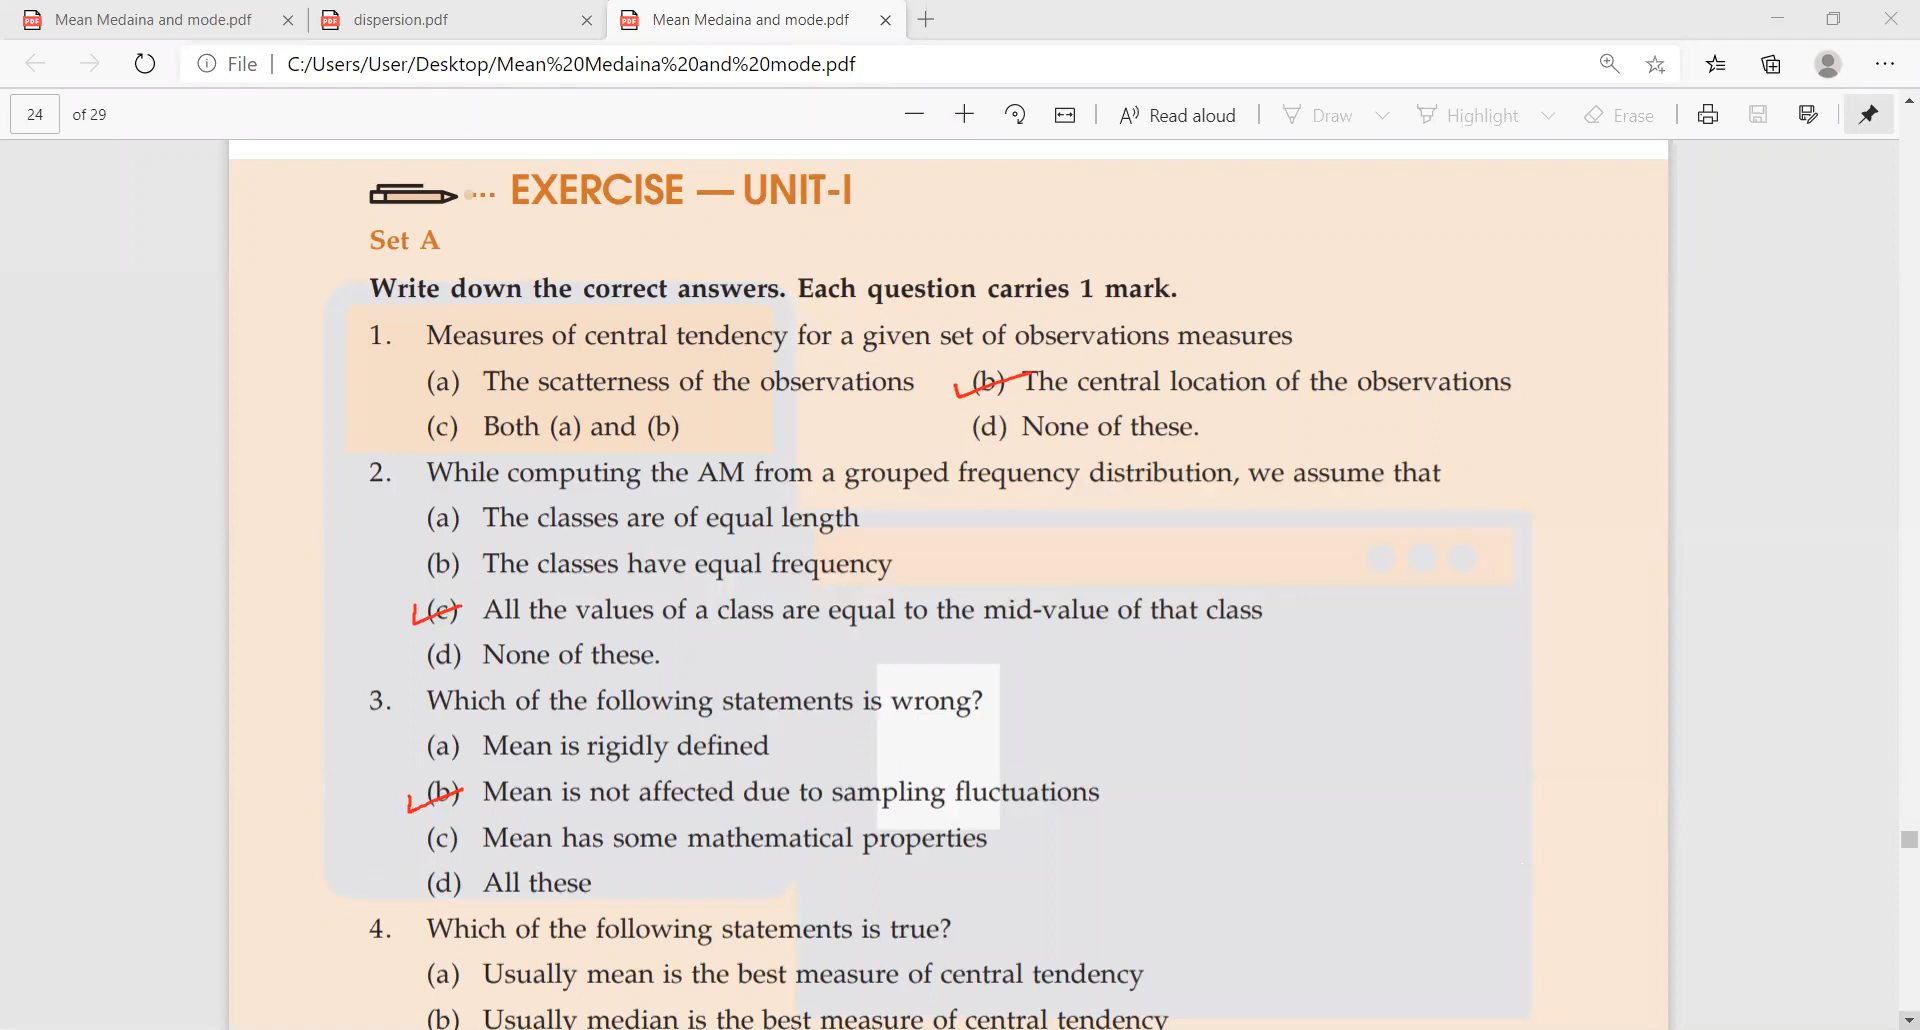 Mean Medaina and mode.pdf
dispersion.pdf
Mean Medaina and mode.pdf
File
C:/Users/User/Desktop/Mean%20Medaina%20and%20mode.pdf
24 of 29
Read aloud
Draw
Highlight
Erase
EXERCISE — UNIT-I
Set A
Write down the correct answers. Each question carries 1 mark.
1. Measures of central tendency for a given set of observations measures
(a) The scatterness of the observations (b) The central location of the observations
(c) Both (a) and (b) (d) None of these.
2. While computing the AM from a grouped frequency distribution, we assume that
(a) The classes are of equal length
(b) The classes have equal frequency
(c) All the values of a class are equal to the mid-value of that class
(d) None of these.
3. Which of the following statements is wrong?
(a) Mean is rigidly defined
(b) Mean is not affected due to sampling fluctuations
(c) Mean has some mathematical properties
(d) All these
4. Which of the following statements is true?
(a) Usually mean is the best measure of central tendency
(b) Usually median is the best measure of central tendency